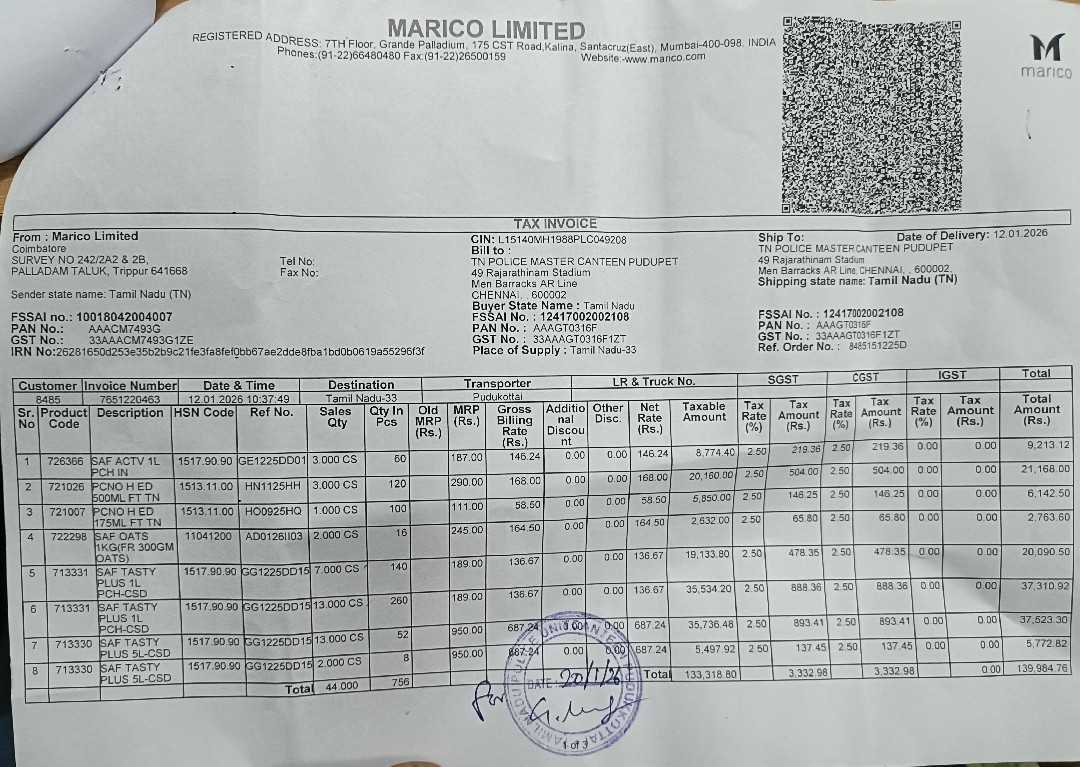 MARICO LIMITED
REGISTERED ADDRESS: 7TH Floor, Grande Palladium, 175 CST Road,Kalina, Santacruz(East), Mumbai-400-098. INDIA
Phones:(91-22)66480480 Fax:(91-22)26500159 Website:-www.marico.com
marico
TAX INVOICE
From : Marico Limited
Coimbatore
SURVEY NO 242/2A2 & 2B,
PALLADAM TALUK, Trippur 641668
Tel No:
Fax No:
Sender state name: Tamil Nadu (TN)
FSSAI no.: 10018042004007
PAN No.: AAACM7493G
GST No.: 33AAACM7493G1ZE
IRN No:26281650d253e35b2b9c21fe3fa8fef0bb67ae2dde8fba1bd0b0619a55296f3f
CIN: L15140MH1988PLC049208
Bill to :
TN POLICE MASTER CANTEEN PUDUPET
49 Rajarathinam Stadium
Men Barracks AR Line
CHENNAI, , 600002
Buyer State Name : Tamil Nadu
FSSAI No. : 12417002002108
PAN No. : AAAGT0316F
GST No. : 33AAAGT0316F1ZT
Place of Supply : Tamil Nadu-33
Ship To: Date of Delivery: 12.01.2026
TN POLICE MASTER CANTEEN PUDUPET
49 Rajarathinam Stadium
Men Barracks AR Line, CHENNAI, , 600002,
Shipping state name: Tamil Nadu (TN)
FSSAI No. : 12417002002108
PAN No. : AAAGT0316F
GST No. : 33AAAGT0316F1ZT
Ref. Order No. : 8485151225D
Customer Invoice Number Date & Time Destination Transporter LR & Truck No. SGST CGST IGST Total
8485 7651220463 12.01.2026 10:37:49 Tamil Nadu-33 Pudukottai
Sr. No Product Code Description HSN Code Ref No. Sales Qty Qty In Pcs Old MRP (Rs.) MRP (Rs.) Gross Billing Rate (Rs.) Additio nal Discou nt Other Disc. Net Rate (Rs.) Taxable Amount Tax Rate (%) Tax Amount (Rs.) Tax Rate (%) Tax Amount (Rs.) Tax Rate (%) Tax Amount (Rs.) Total Amount (Rs.)
1 726366 SAF ACTV 1L PCH IN 1517.90.90 GE1225DD01 3.000 CS 60 187.00 146.24 0.00 0.00 146.24 8,774.40 2.50 219.36 2.50 219.36 0.00 0.00 9,213.12
2 721026 PCNO H ED 500ML FT TN 1513.11.00 HN1125HH 3.000 CS 120 290.00 168.00 0.00 0.00 168.00 20,160.00 2.50 504.00 2.50 504.00 0.00 0.00 21,168.00
3 721007 PCNO H ED 175ML FT TN 1513.11.00 HO0925HQ 1.000 CS 100 111.00 58.50 0.00 0.00 58.50 5,850.00 2.50 146.25 2.50 146.25 0.00 0.00 6,142.50
4 722298 SAF OATS 1KG(FR 300GM OATS) 11041200 AD0126II03 2.000 CS 16 245.00 164.50 0.00 0.00 164.50 2,632.00 2.50 65.80 2.50 65.80 0.00 0.00 2,763.60
5 713331 SAF TASTY PLUS 1L PCH-CSD 1517.90.90 GG1225DD15 7.000 CS 140 189.00 136.67 0.00 0.00 136.67 19,133.80 2.50 478.35 2.50 478.35 0.00 0.00 20,090.50
6 713331 SAF TASTY PLUS 1L PCH-CSD 1517.90.90 GG1225DD15 13.000 CS 260 189.00 136.67 0.00 0.00 136.67 35,534.20 2.50 888.36 2.50 888.36 0.00 0.00 37,310.92
7 713330 SAF TASTY PLUS 5L-CSD 1517.90.90 GG1225DD15 13.000 CS 52 950.00 687.24 0.00 0.00 687.24 35,736.48 2.50 893.41 2.50 893.41 0.00 0.00 37,523.30
8 713330 SAF TASTY PLUS 5L-CSD 1517.90.90 GG1225DD15 2.000 CS 8 950.00 687.24 0.00 0.00 687.24 5,497.92 2.50 137.45 2.50 137.45 0.00 0.00 5,772.82
Total 44.000 756 Total 133,318.80 3,332.98 3,332.98 0.00 139,984.76
TAMILNADU POLICE UNIT CANTEEN PUDUKKOTTAI
DATE: 20/1/26
for
1 of 3